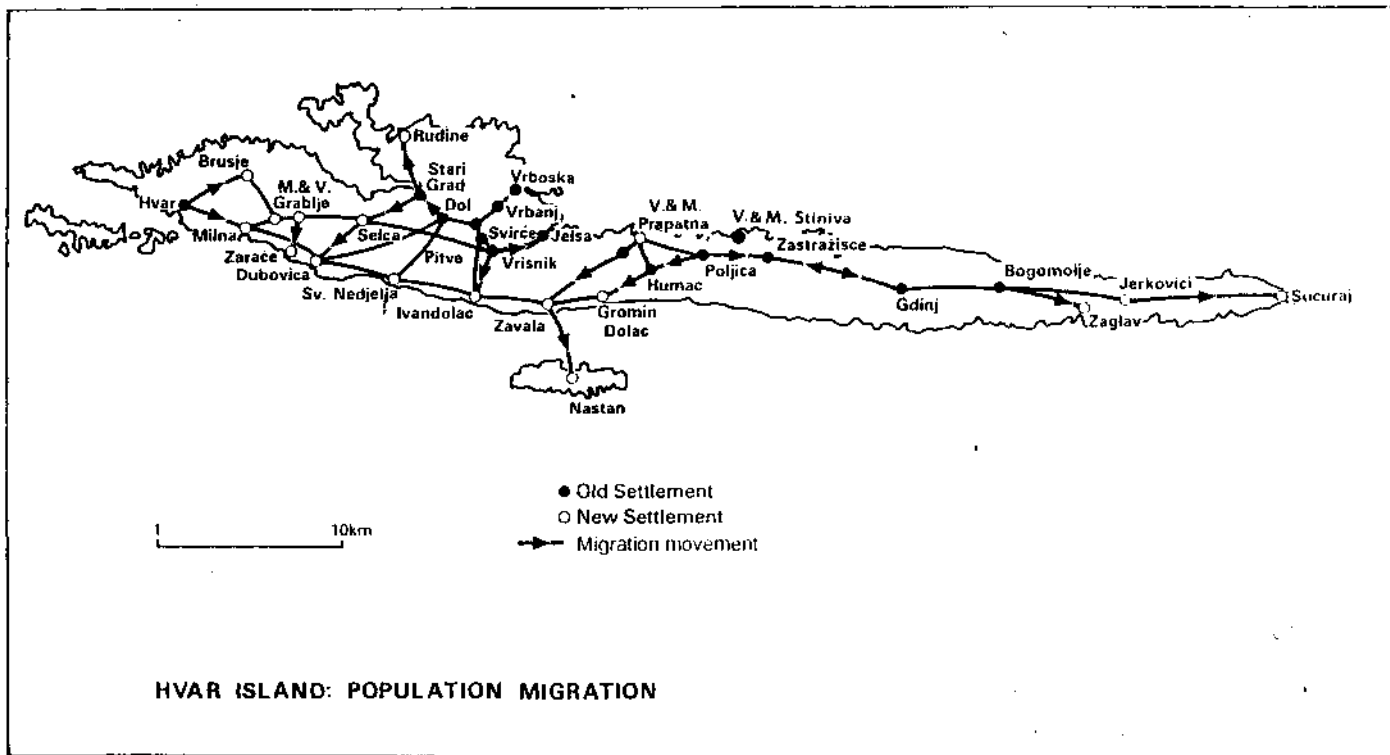 Rudine
Brusje
Stari
Grad
Vrboska
M. & V.
Grablje
Hvar
Dol
Vrbanj
V. & M.
Prapatna
V. & M. Stiniva
Milna
Selca
Svirče
Jelsa
Zastražisce
Zaraće
Dubovica
Pitve
Vrisnik
Poljica
Bogomolje
Humac
Jerkovići
Sv. Nedjelja
Gdinj
Sucuraj
Ivandolac
Zavala
Gromin
Dolac
Zaglav
Nastan
Old Settlement
New Settlement
1 10km
Migration movement
HVAR ISLAND: POPULATION MIGRATION